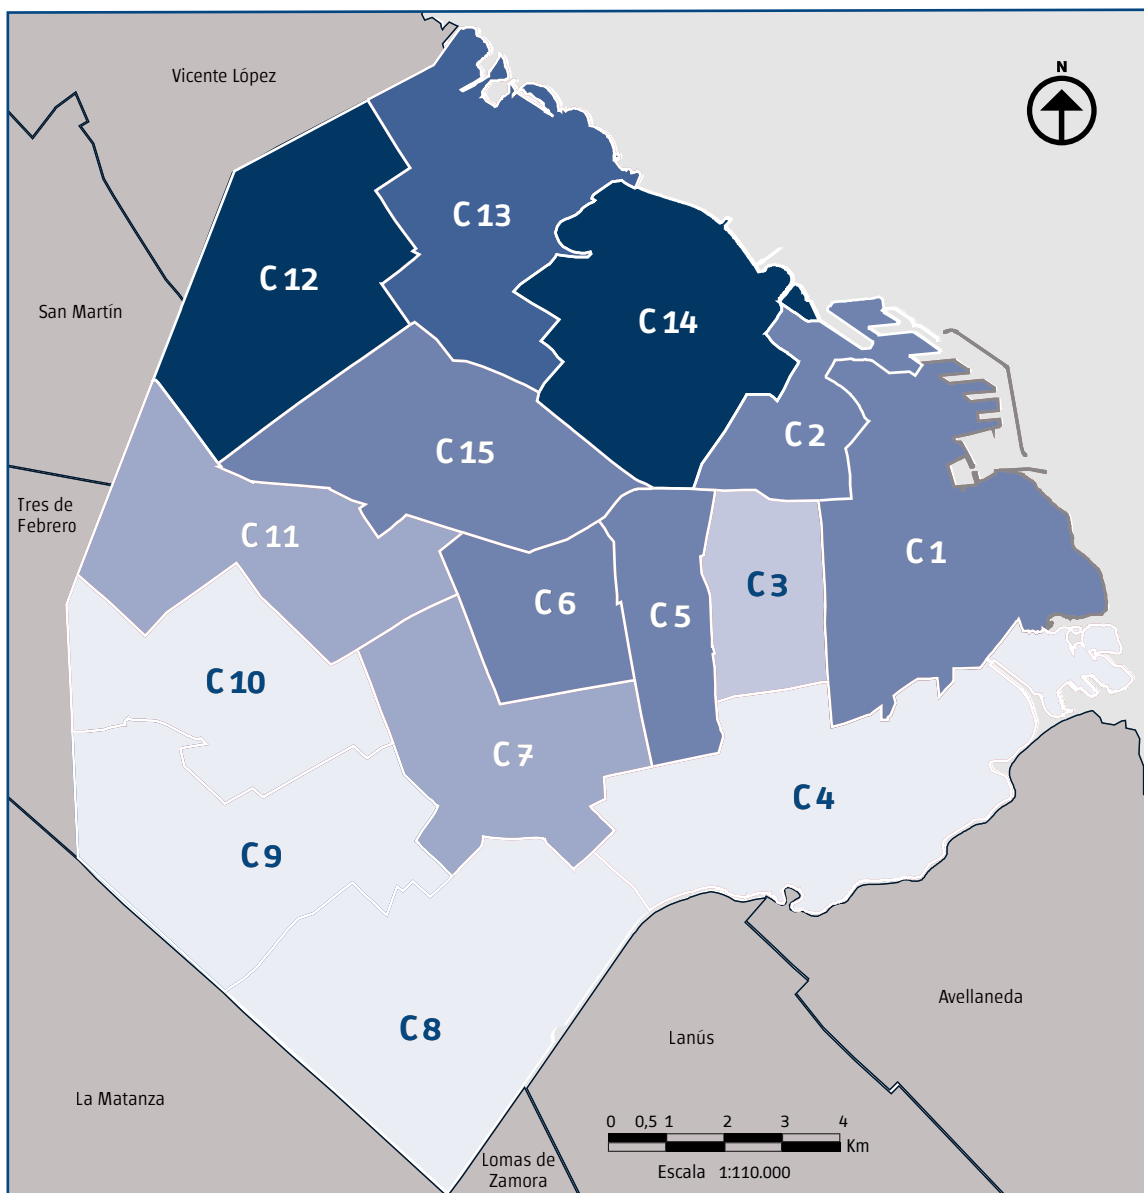 Vicente López
N
C 13
C 12
San Martín
C 14
C 2
C 15
Tres de
Febrero
C 11
C 1
C 3
C 6
C 5
C 10
C 7
C 4
C 9
Avellaneda
C 8
Lanús
La Matanza
0 0,5 1 2 3 4
Km
Lomas de
Zamora
Escala 1:110.000